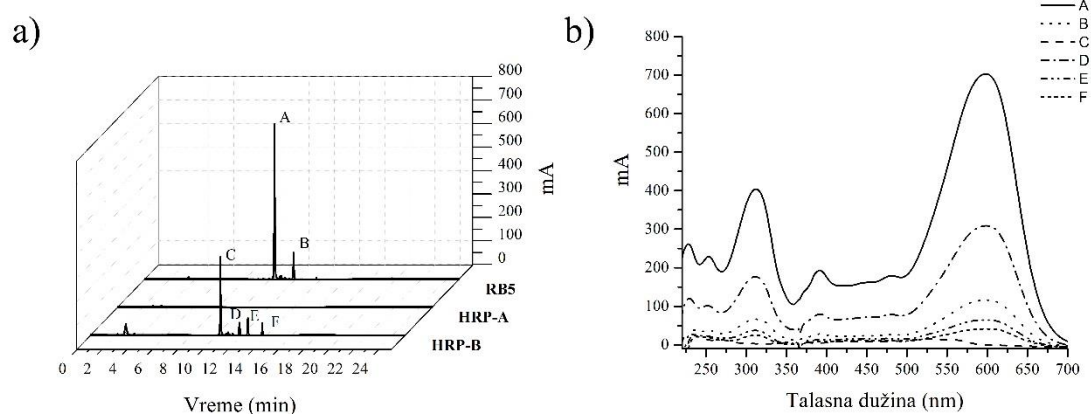 a)
800
700
600
500
400
300
200
100
0
mA
A
B
C
D
E
F
RB5
HRP-A
HRP-B
0 2 4 6 8 10 12 14 16 18 20 22 24
Vreme (min)
b)
A
B
C
D
E
F
800
700
600
500
400
300
200
100
0
mA
250 300 350 400 450 500 550 600 650 700
Talasna dužina (nm)